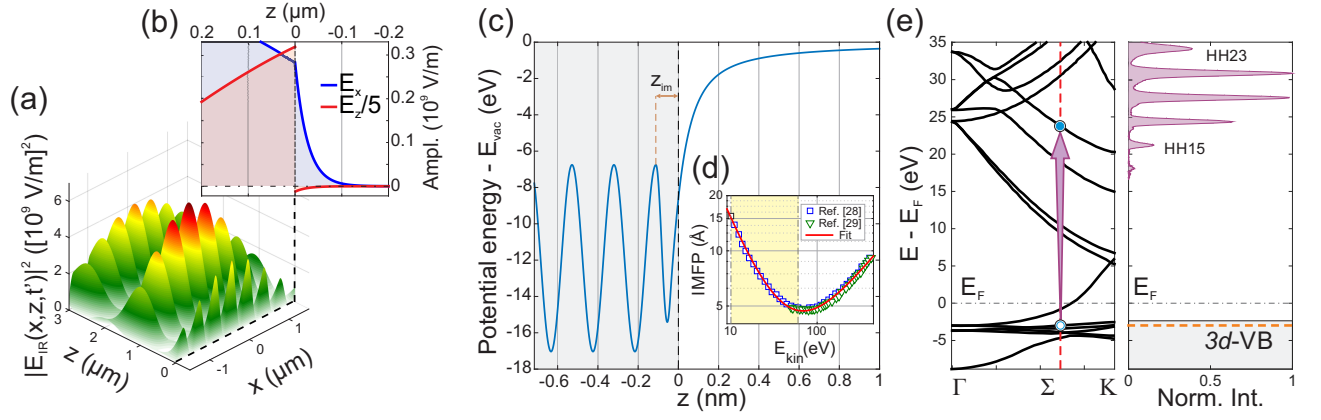 (a)
|E_IR(x,z,t')|² ([10⁹ V/m]²)
6
4
2
0
3
2
1
0
z (μm)
-1
0
1
x (μm)
(b)
z (μm)
0.2 0.1 0 -0.1 -0.2
E_x
E_z/5
0.3
0.2
0.1
0
Ampl. (10⁹ V/m)
(c)
Potential energy - E_vac (eV)
0
-2
-4
-6
-8
-10
-12
-14
-16
-18
z_im
-0.6 -0.4 -0.2 0 0.2 0.4 0.6 0.8 1
z (nm)
(d)
IMFP (Å)
20
15
10
5
Ref. [28]
Ref. [29]
Fit
10 100
E_kin(eV)
(e)
E - E_F (eV)
35
30
25
20
15
10
5
0
-5
E_F
Γ Σ K
HH23
HH15
E_F
3d-VB
0 0.5 1
Norm. Int.